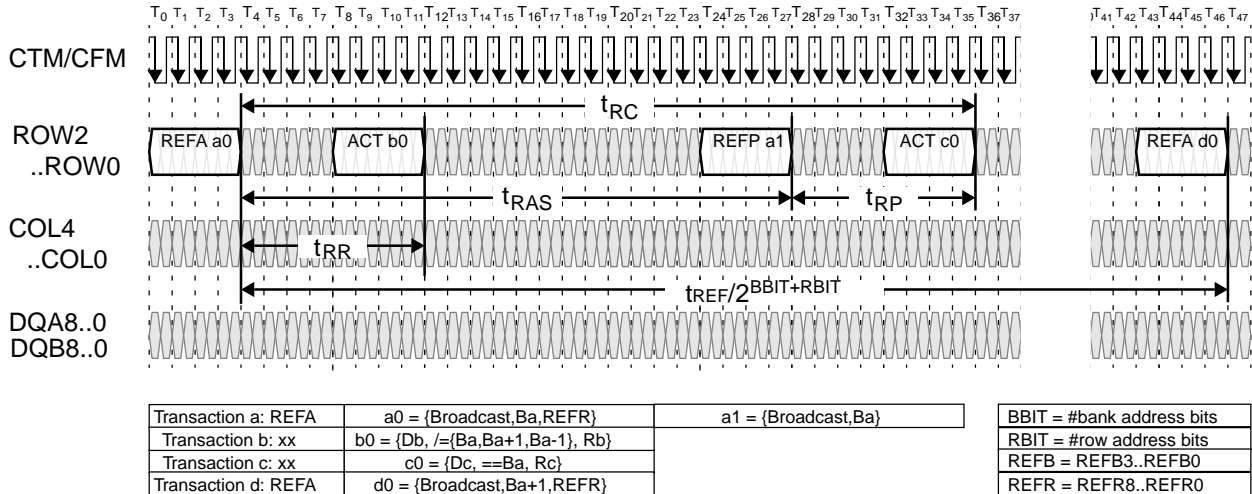 T0 T1 T2 T3 T4 T5 T6 T7 T8 T9 T10 T11 T12 T13 T14 T15 T16 T17 T18 T19 T20 T21 T22 T23 T24 T25 T26 T27 T28 T29 T30 T31 T32 T33 T34 T35 T36 T37 T41 T42 T43 T44 T45 T46 T47
CTM/CFM
tRC
ROW2
..ROW0
REFA a0 ACT b0 REFP a1 ACT c0 REFA d0
tRAS tRP
COL4
..COL0
tRR
tREF/2BBIT+RBIT
DQA8..0
DQB8..0
Transaction a: REFA a0 = {Broadcast,Ba,REFR} a1 = {Broadcast,Ba} BBIT = #bank address bits
Transaction b: xx b0 = {Db, /={Ba,Ba+1,Ba-1}, Rb} RBIT = #row address bits
Transaction c: xx c0 = {Dc, ==Ba, Rc} REFB = REFB3..REFB0
Transaction d: REFA d0 = {Broadcast,Ba+1,REFR} REFR = REFR8..REFR0